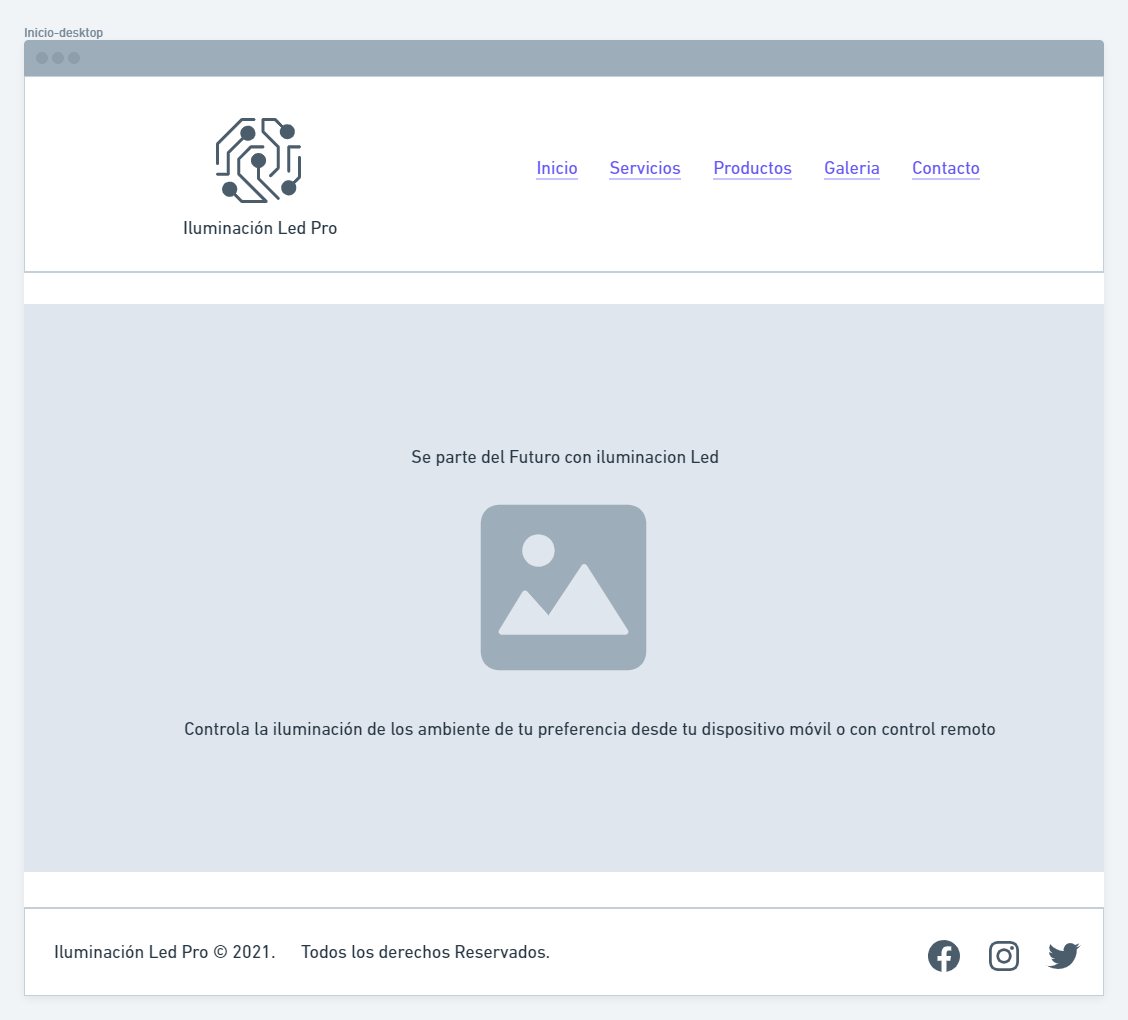 Inicio-desktop
Iluminación Led Pro
Inicio Servicios Productos Galeria Contacto
Se parte del Futuro con iluminacion Led
Controla la iluminación de los ambiente de tu preferencia desde tu dispositivo móvil o con control remoto
Iluminación Led Pro © 2021. Todos los derechos Reservados.